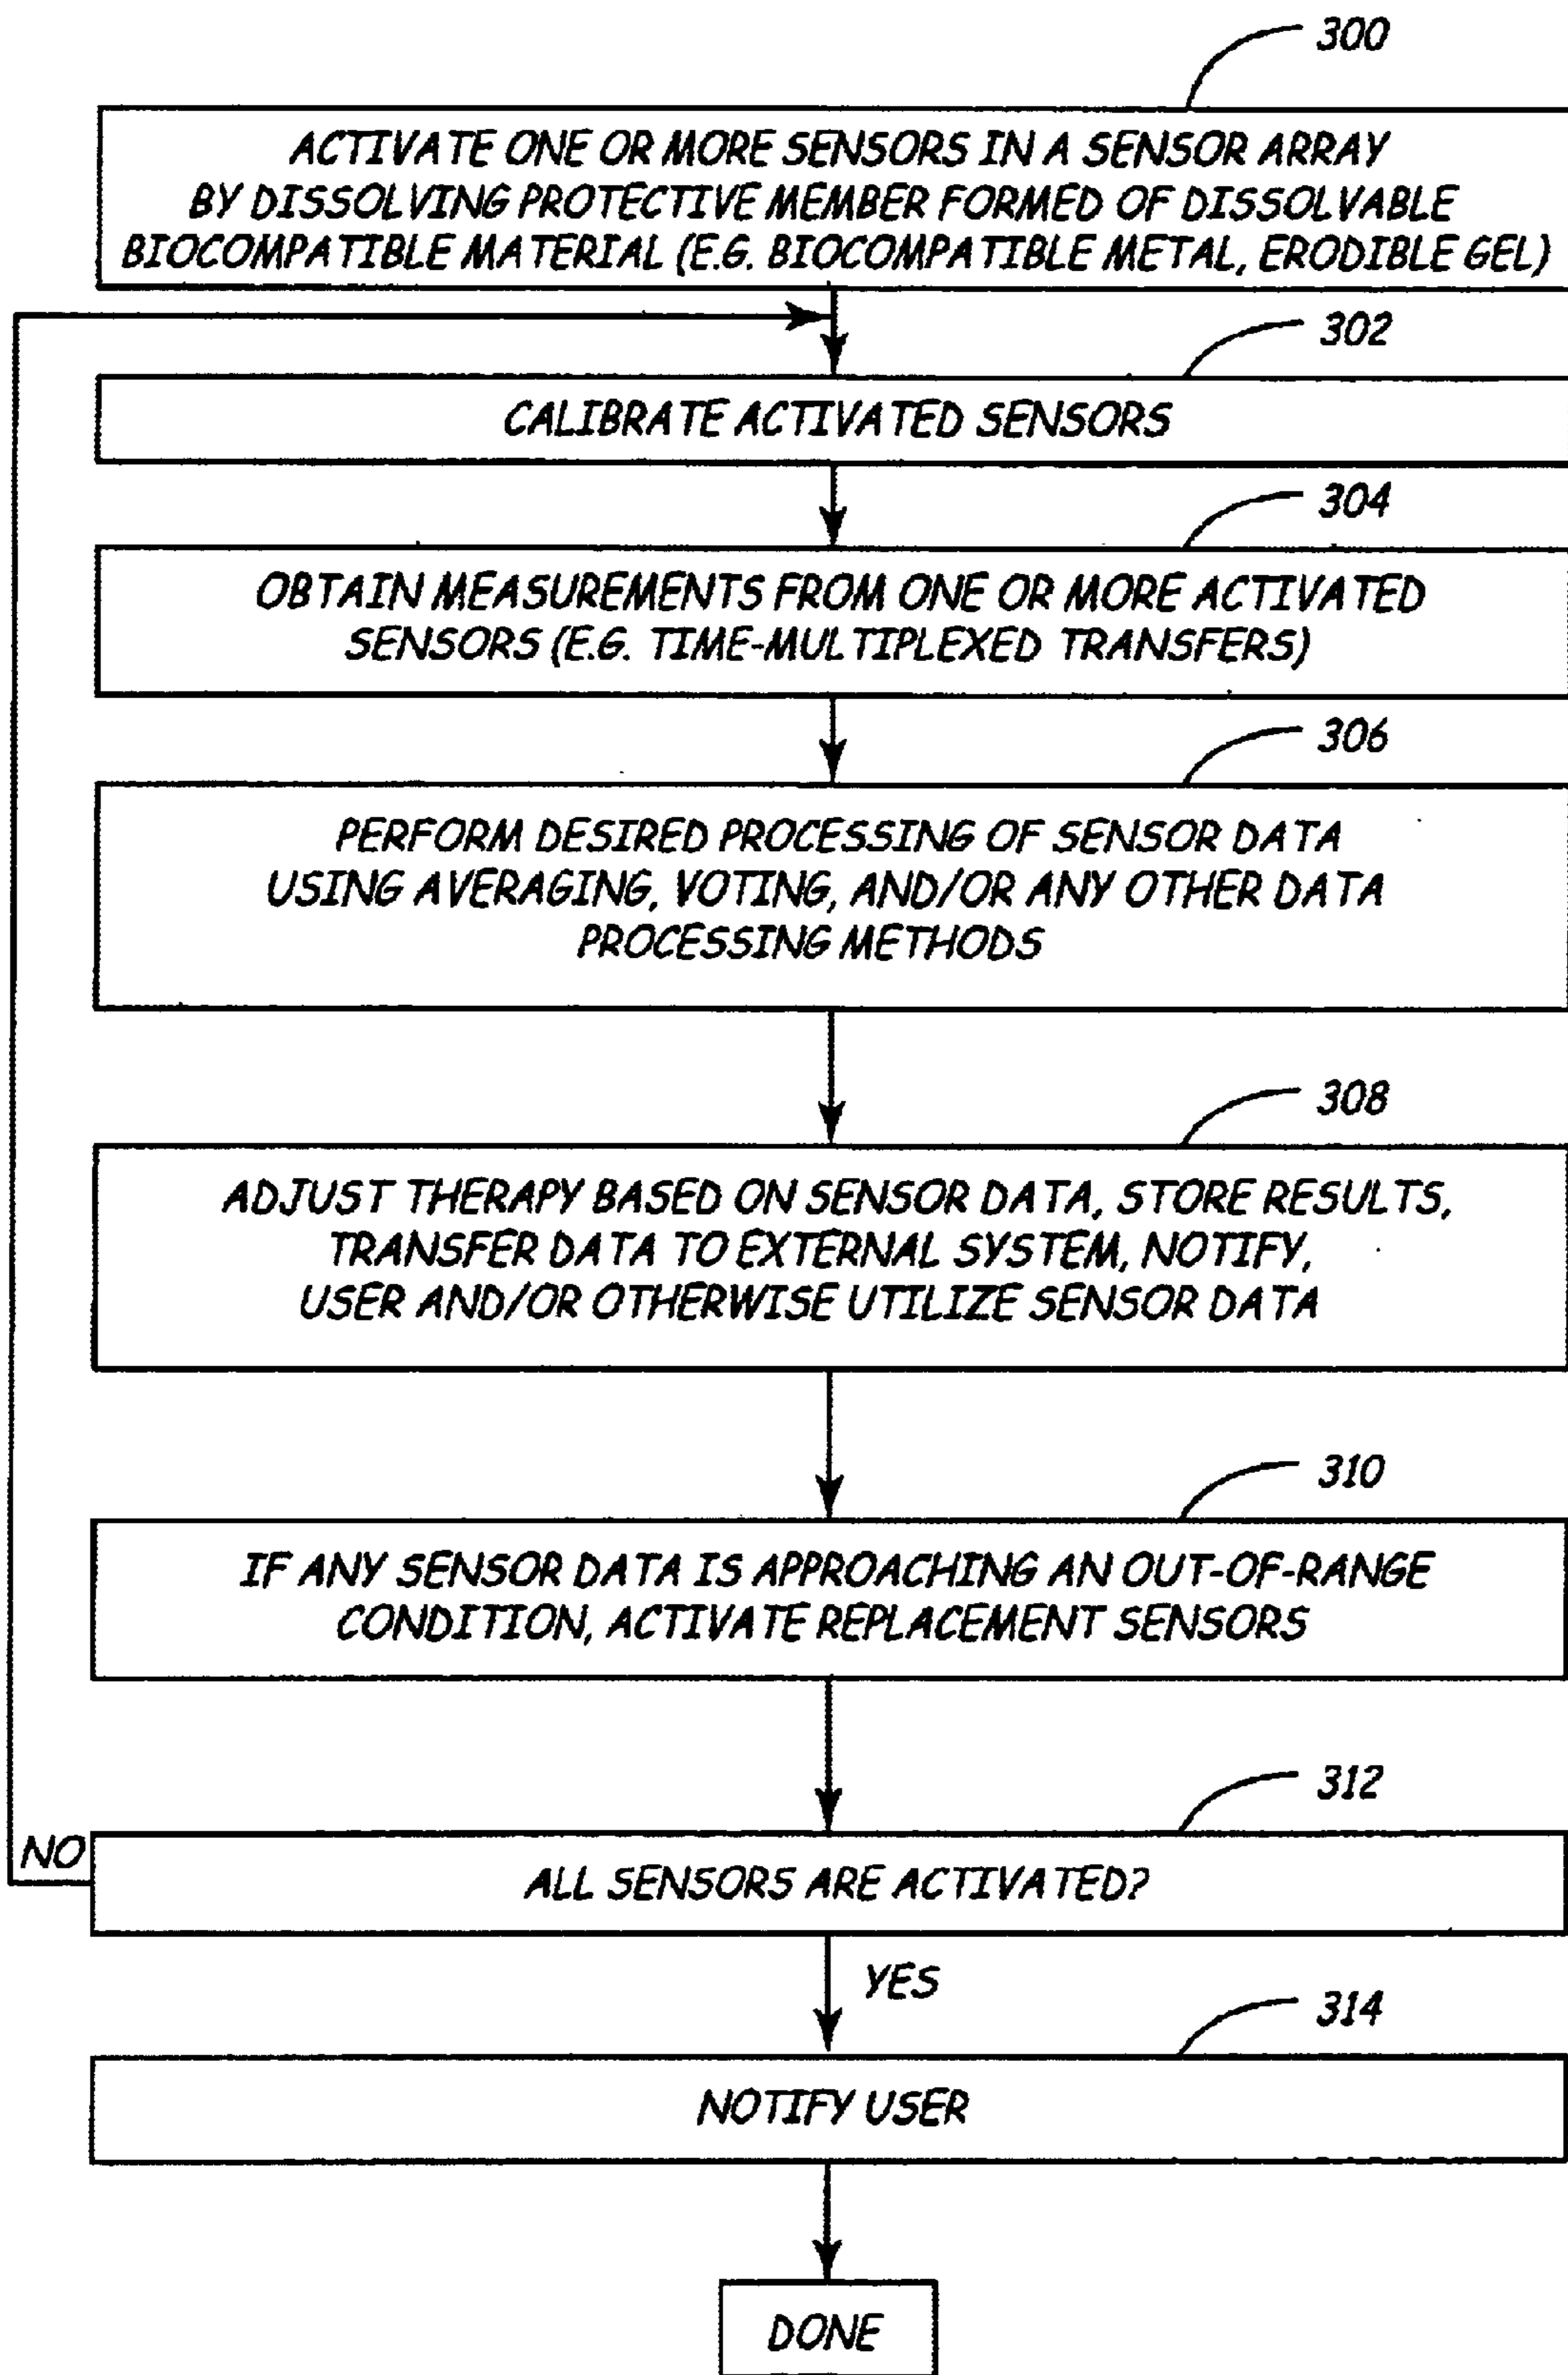 300
ACTIVATE ONE OR MORE SENSORS IN A SENSOR ARRAY
BY DISSOLVING PROTECTIVE MEMBER FORMED OF DISSOLVABLE
BIOCOMPATIBLE MATERIAL (E.G. BIOCOMPATIBLE METAL, ERODIBLE GEL)
302
CALIBRATE ACTIVATED SENSORS
304
OBTAIN MEASUREMENTS FROM ONE OR MORE ACTIVATED
SENSORS (E.G. TIME-MULTIPLEXED TRANSFERS)
306
PERFORM DESIRED PROCESSING OF SENSOR DATA
USING AVERAGING, VOTING, AND/OR ANY OTHER DATA
PROCESSING METHODS
308
ADJUST THERAPY BASED ON SENSOR DATA, STORE RESULTS,
TRANSFER DATA TO EXTERNAL SYSTEM, NOTIFY,
USER AND/OR OTHERWISE UTILIZE SENSOR DATA
310
IF ANY SENSOR DATA IS APPROACHING AN OUT-OF-RANGE
CONDITION, ACTIVATE REPLACEMENT SENSORS
312
NO
ALL SENSORS ARE ACTIVATED?
YES
314
NOTIFY USER
DONE